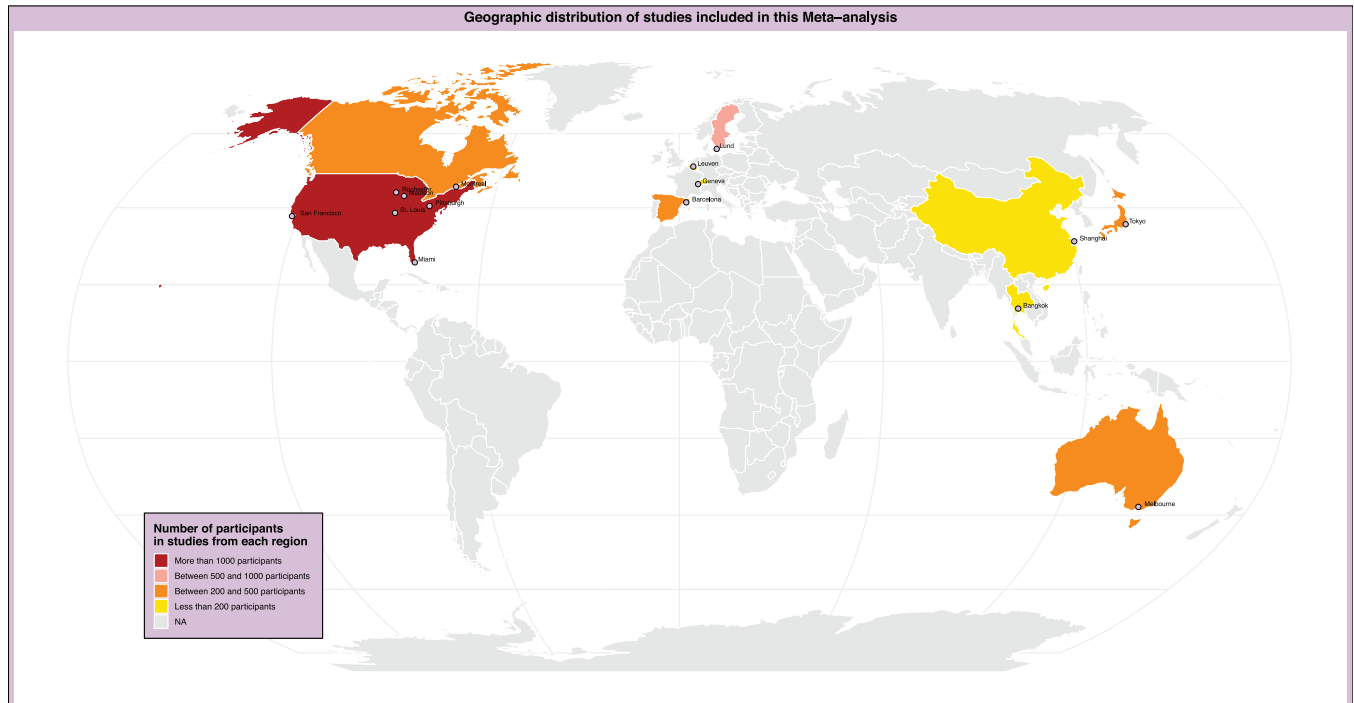 Geographic distribution of studies included in this Meta–analysis
Lund
Leuven
Geneva
Barcelona
Montreal
Rochester
Madison
Pittsburgh
San Francisco
St. Louis
Miami
Tokyo
Shanghai
Bangkok
Melbourne
Number of participants
in studies from each region
More than 1000 participants
Between 500 and 1000 participants
Between 200 and 500 participants
Less than 200 participants
NA